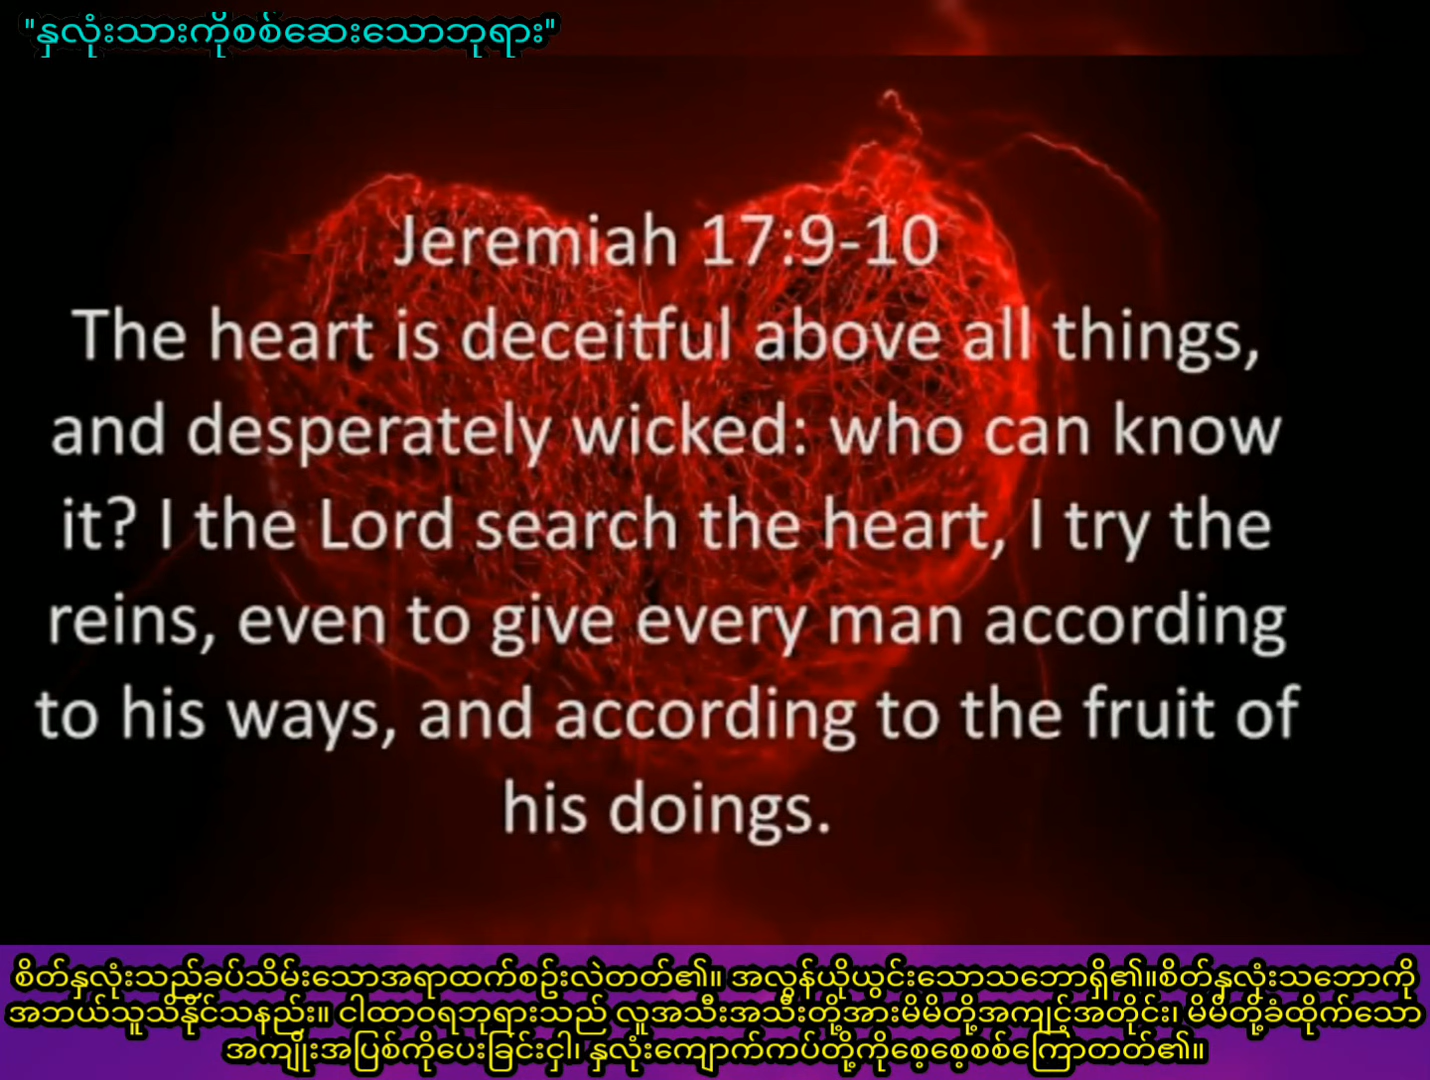 "နှလုံးသားကိုစစ်ဆေးသောဘုရား"
Jeremiah 17:9-10
The heart is deceitful above all things,
and desperately wicked: who can know
it? I the Lord search the heart, I try the
reins, even to give every man according
to his ways, and according to the fruit of
his doings.
စိတ်နှလုံးသည်ခပ်သိမ်းသောအရာထက်စဉ်းလဲတတ်၏။ အလွန်ယိုယွင်းသောသဘောရှိ၏။စိတ်နှလုံးသဘောကို
အဘယ်သူသိနိုင်သနည်း။ ငါထာဝရဘုရားသည် လူအသီးအသီးတို့အားမိမိတို့အကျင့်အတိုင်း၊ မိမိတို့ခံထိုက်သော
အကျိုးအပြစ်ကိုပေးခြင်းငှါ၊ နှလုံးကျောက်ကပ်တို့ကိုစေ့စေ့စစ်ကြောတတ်၏။